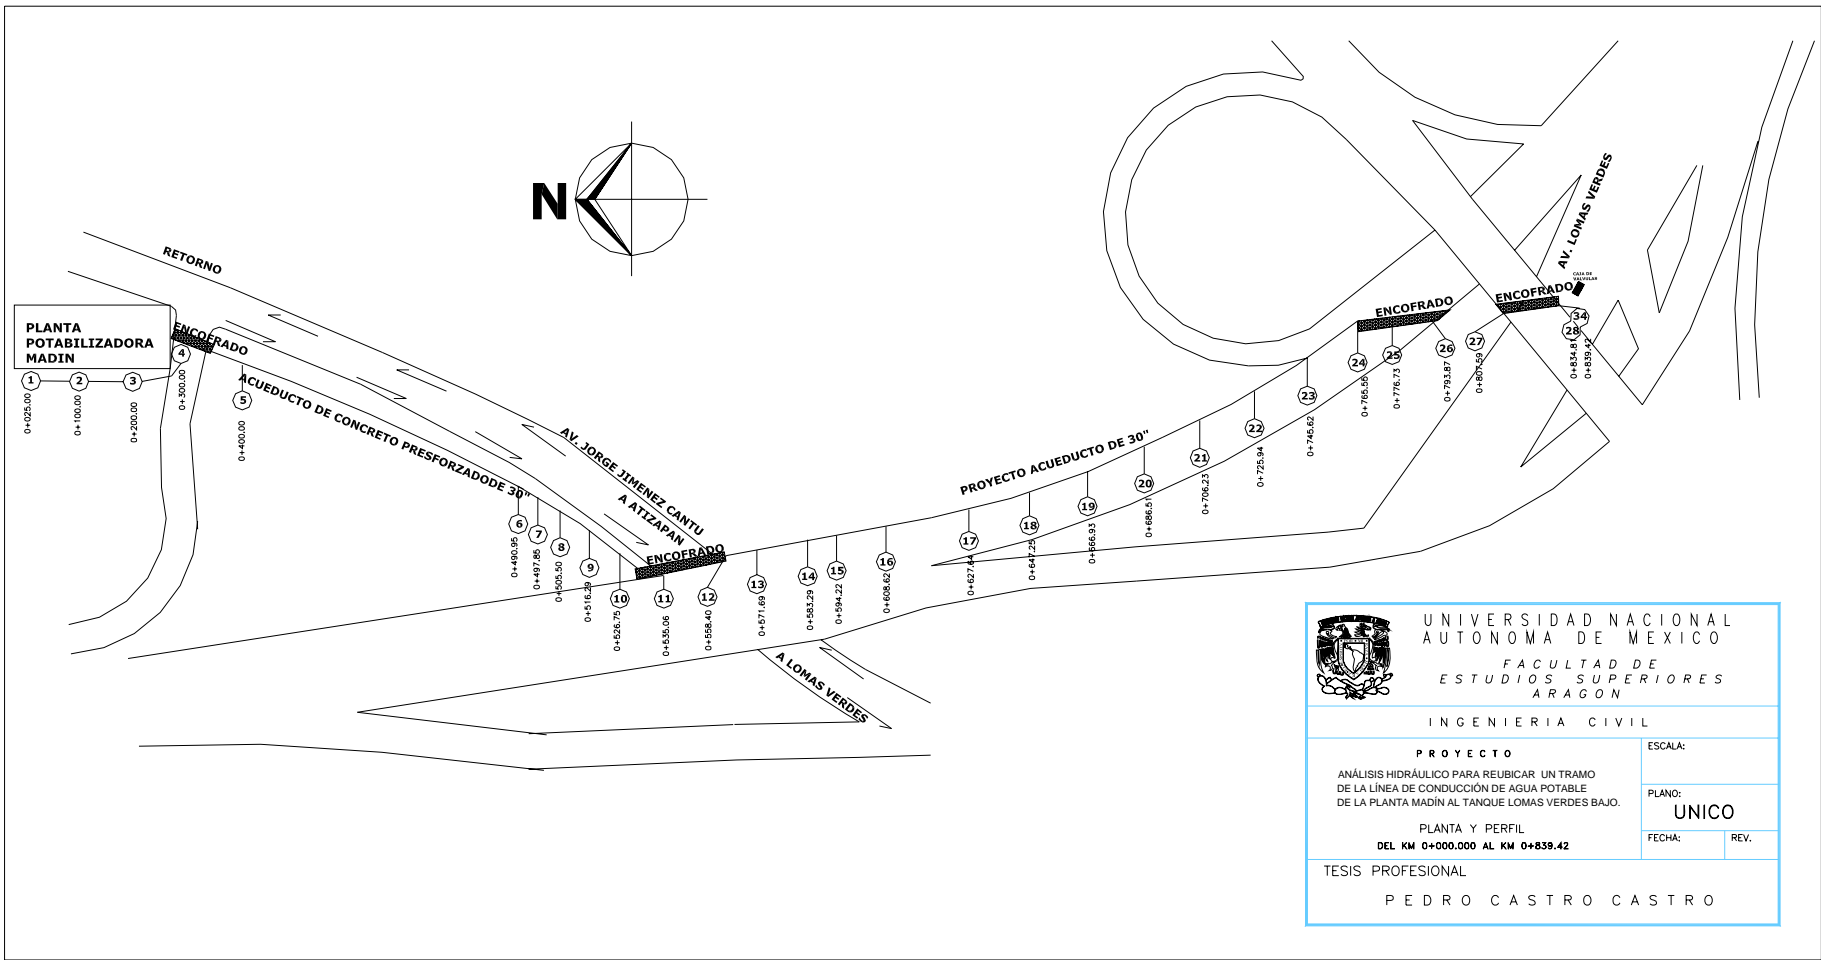 N
RETORNO
PLANTA
POTABILIZADORA
MADIN
ENCOFRADO
1
2
3
4
5
0+025.00
0+100.00
0+200.00
0+300.00
0+400.00
ACUEDUCTO DE CONCRETO PRESFORZADODE 30"
AV. JORGE JIMENEZ CANTU
A ATIZAPAN
ENCOFRADO
6
7
8
9
10
11
12
13
14
15
16
17
18
19
20
21
22
23
24
25
26
27
28
34
0+490.95
0+497.85
0+505.50
0+516.29
0+526.75
0+535.06
0+558.40
0+571.69
0+583.29
0+594.22
0+608.62
0+627.64
0+647.25
0+666.93
0+686.51
0+706.23
0+725.94
0+745.62
0+765.55
0+776.73
0+793.87
0+807.59
0+834.81
0+839.42
PROYECTO ACUEDUCTO DE 30"
ENCOFRADO
ENCOFRADO
AV. LOMAS VERDES
CAJA DE
VALVULAS
A LOMAS VERDES
UNIVERSIDAD NACIONAL
AUTONOMA DE MEXICO
FACULTAD DE
ESTUDIOS SUPERIORES
ARAGON
INGENIERIA CIVIL
PROYECTO
ANÁLISIS HIDRÁULICO PARA REUBICAR UN TRAMO
DE LA LÍNEA DE CONDUCCIÓN DE AGUA POTABLE
DE LA PLANTA MADÍN AL TANQUE LOMAS VERDES BAJO.
PLANTA Y PERFIL
DEL KM 0+000.000 AL KM 0+839.42
ESCALA:
PLANO:
UNICO
FECHA:
REV.
TESIS PROFESIONAL
PEDRO CASTRO CASTRO